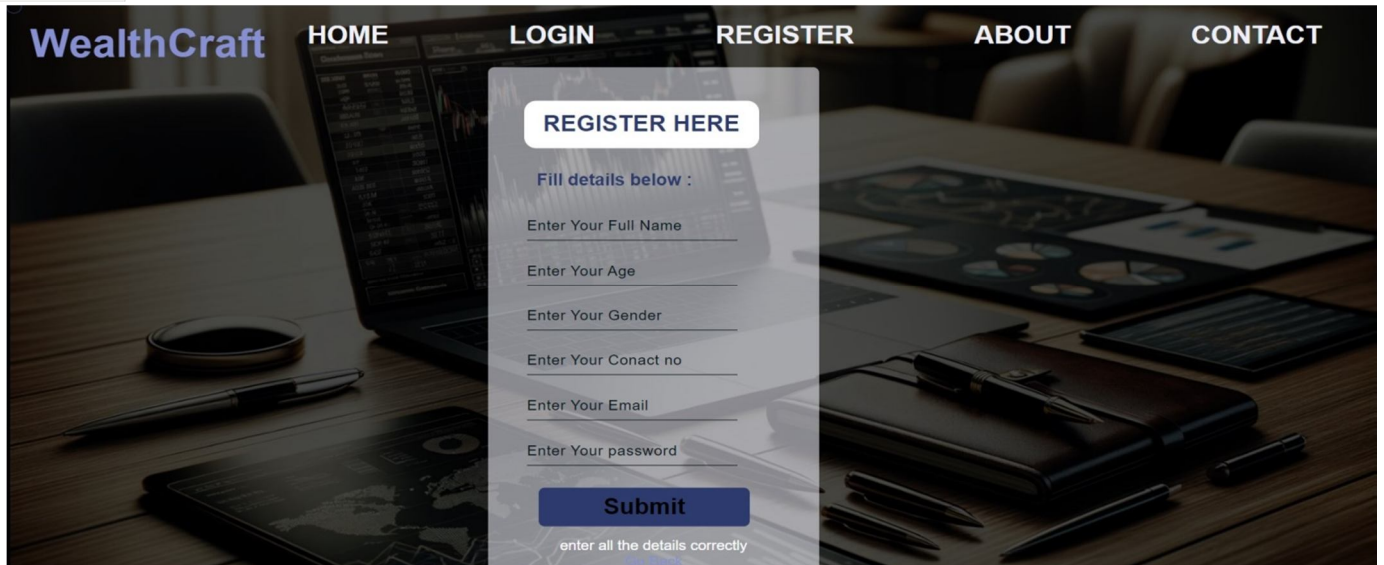 WealthCraft HOME LOGIN REGISTER ABOUT CONTACT
REGISTER HERE
Fill details below :
Enter Your Full Name
Enter Your Age
Enter Your Gender
Enter Your Conact no
Enter Your Email
Enter Your password
Submit
enter all the details correctly